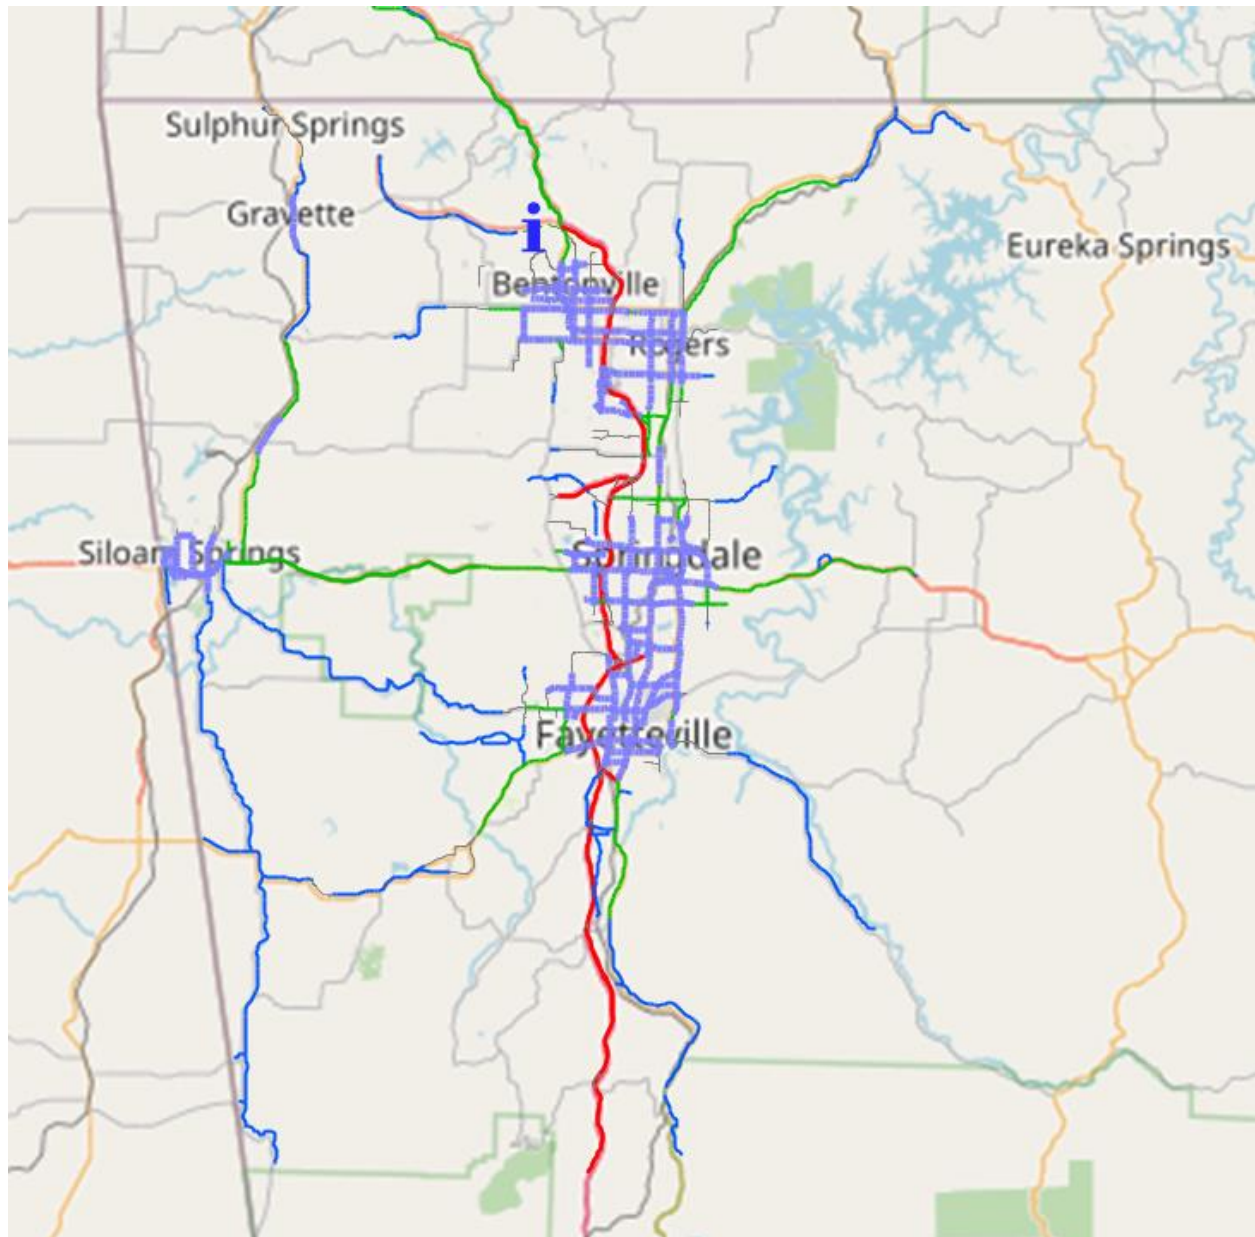 Sulphur Springs
Gravette
i
Eureka Springs
Bentonville
Rogers
Siloam Springs
Springdale
Fayetteville